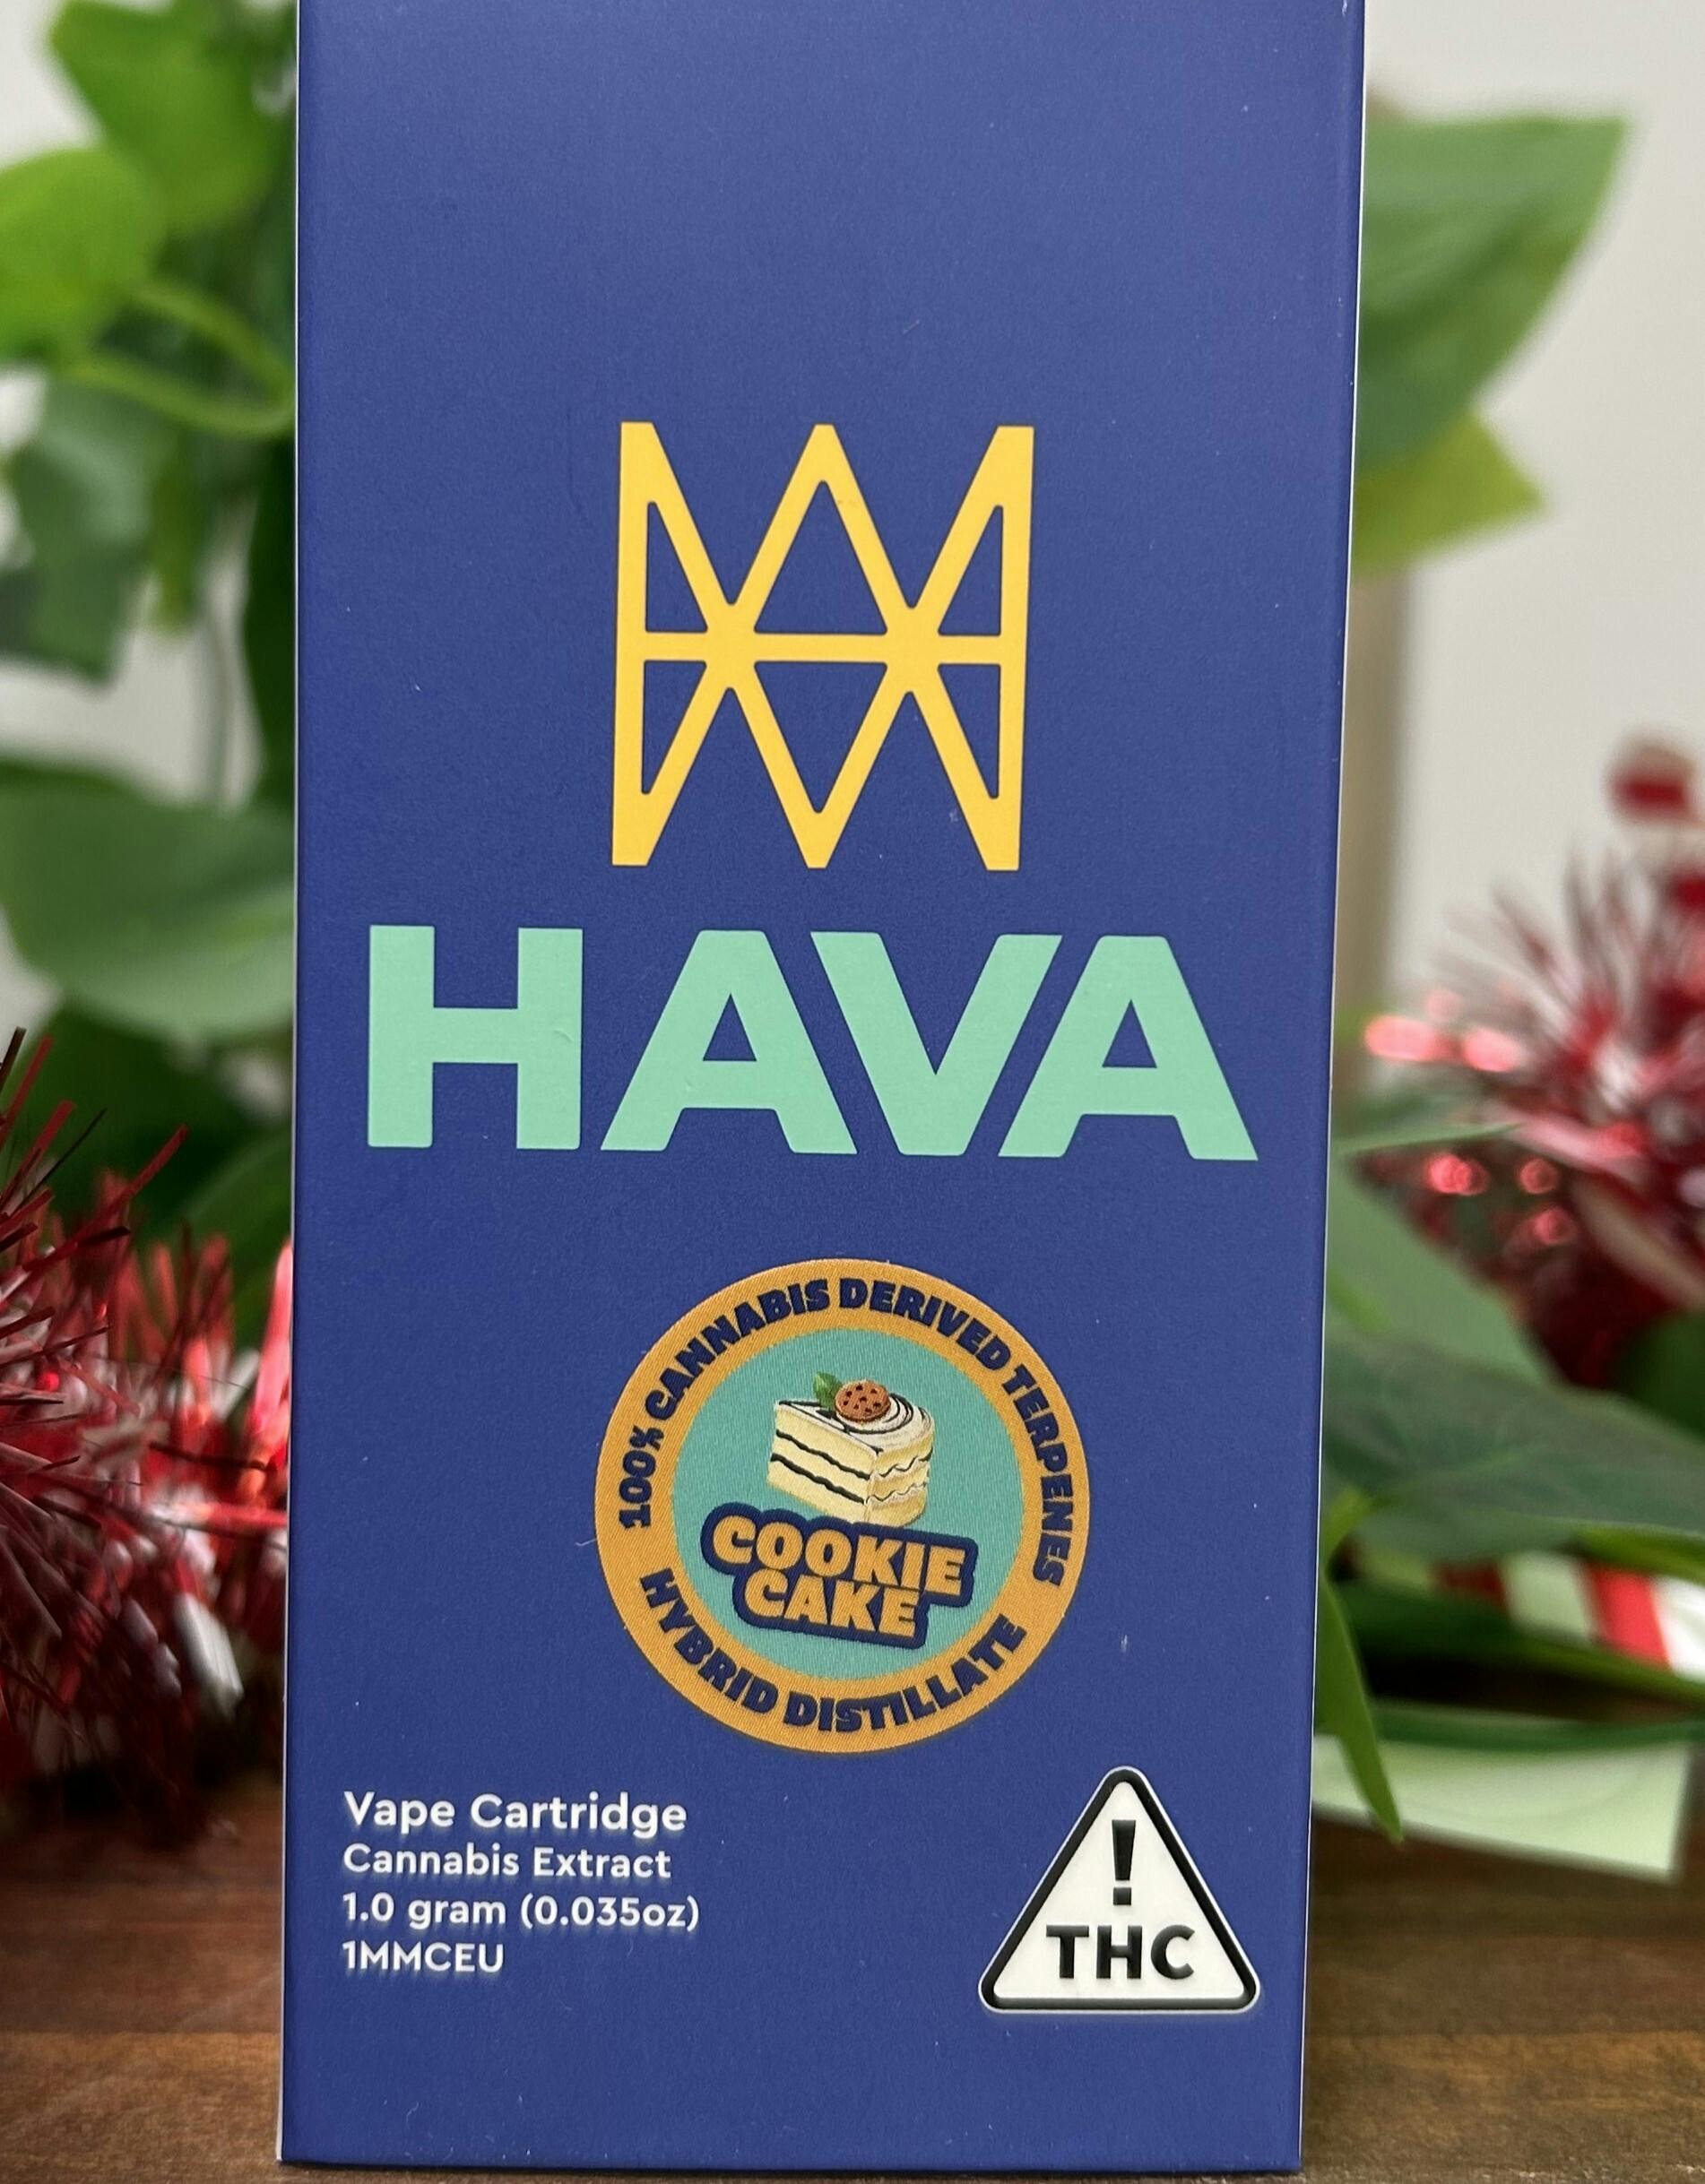 HAVA
100% CANNABIS DERIVED TERPENES
COOKIE
CAKE
HYBRID DISTILLATE
Vape Cartridge
Cannabis Extract
1.0 gram (0.035oz)
1MMCEU
!
THC